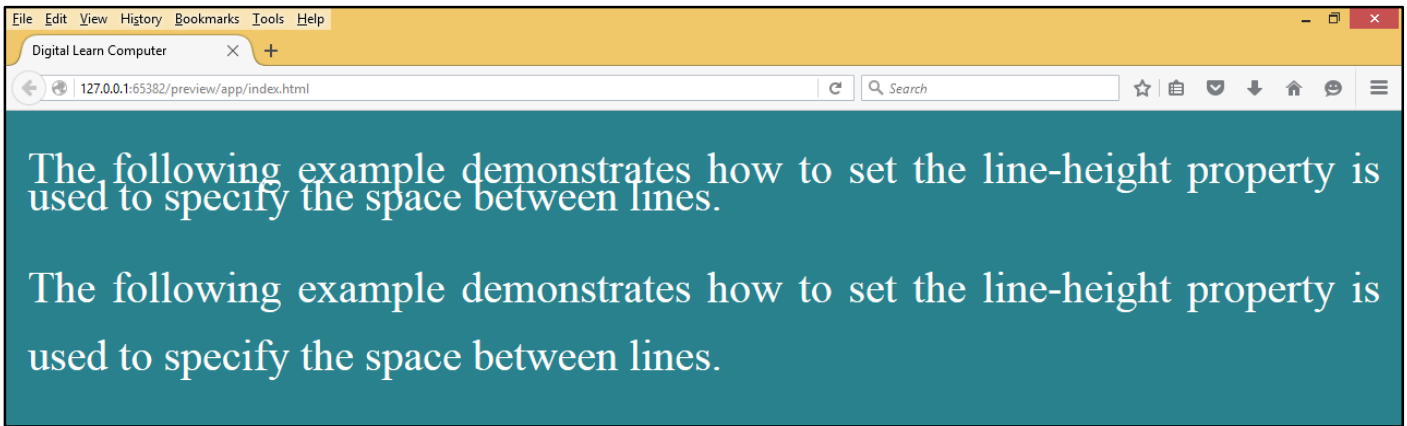 File Edit View History Bookmarks Tools Help
Digital Learn Computer
127.0.0.1:65382/preview/app/index.html Search
The following example demonstrates how to set the line-height property is
used to specify the space between lines.
The following example demonstrates how to set the line-height property is
used to specify the space between lines.